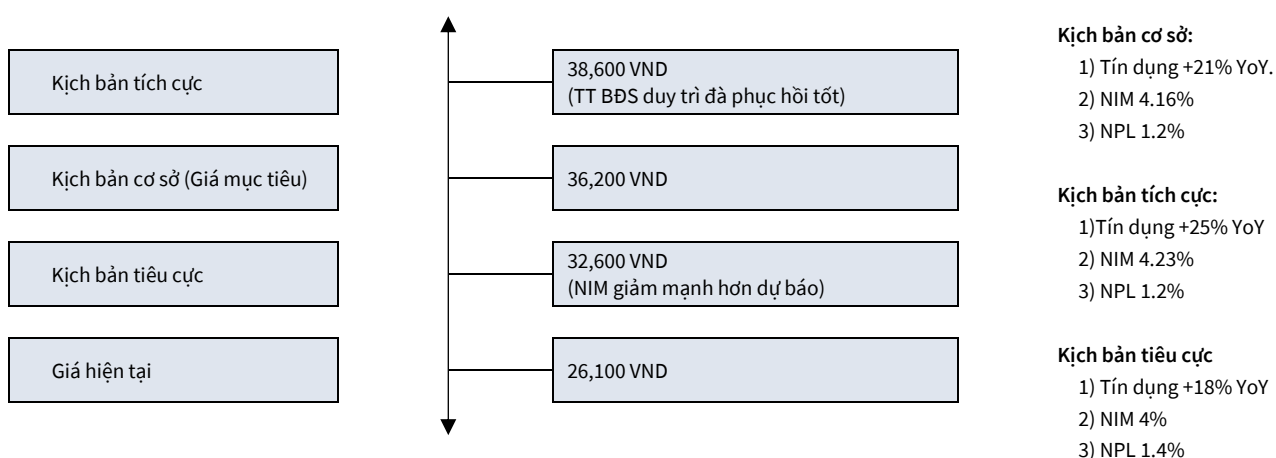 Kịch bản tích cực
38,600 VND
(TT BĐS duy trì đà phục hồi tốt)
Kịch bản cơ sở (Giá mục tiêu)
36,200 VND
Kịch bản tiêu cực
32,600 VND
(NIM giảm mạnh hơn dự báo)
Giá hiện tại
26,100 VND
Kịch bản cơ sở:
1) Tín dụng +21% YoY.
2) NIM 4.16%
3) NPL 1.2%
Kịch bản tích cực:
1)Tín dụng +25% YoY
2) NIM 4.23%
3) NPL 1.2%
Kịch bản tiêu cực
1) Tín dụng +18% YoY
2) NIM 4%
3) NPL 1.4%